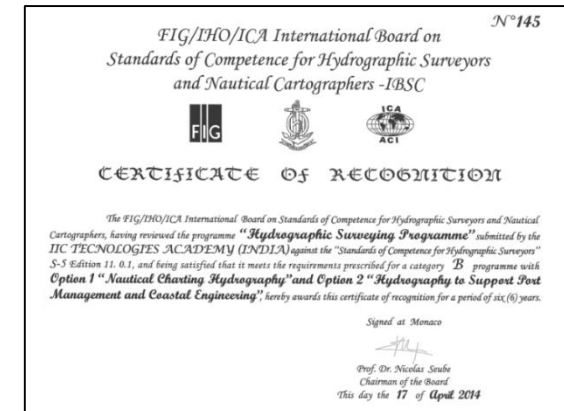 N°145
FIG/IHO/ICA International Board on
Standards of Competence for Hydrographic Surveyors
and Nautical Cartographers -IBSC
FIG
ICA
ACI
CERTIFICATE OF RECOGNITION
The FIG/IHO/ICA International Board on Standards of Competence for Hydrographic Surveyors and Nautical
Cartographers, having reviewed the programme "Hydrographic Surveying Programme" submitted by the
IIC TECNOLOGIES ACADEMY (INDIA) against the "Standards of Competence for Hydrographic Surveyors"
S-5 Edition 11. 0.1, and being satisfied that it meets the requirements prescribed for a category B programme with
Option 1 "Nautical Charting Hydrography" and Option 2 "Hydrography to Support Port
Management and Coastal Engineering", hereby awards this certificate of recognition for a period of six (6) years.
Signed at Monaco
Prof. Dr. Nicolas Seube
Chairman of the Board
This day the 17 of April 2014